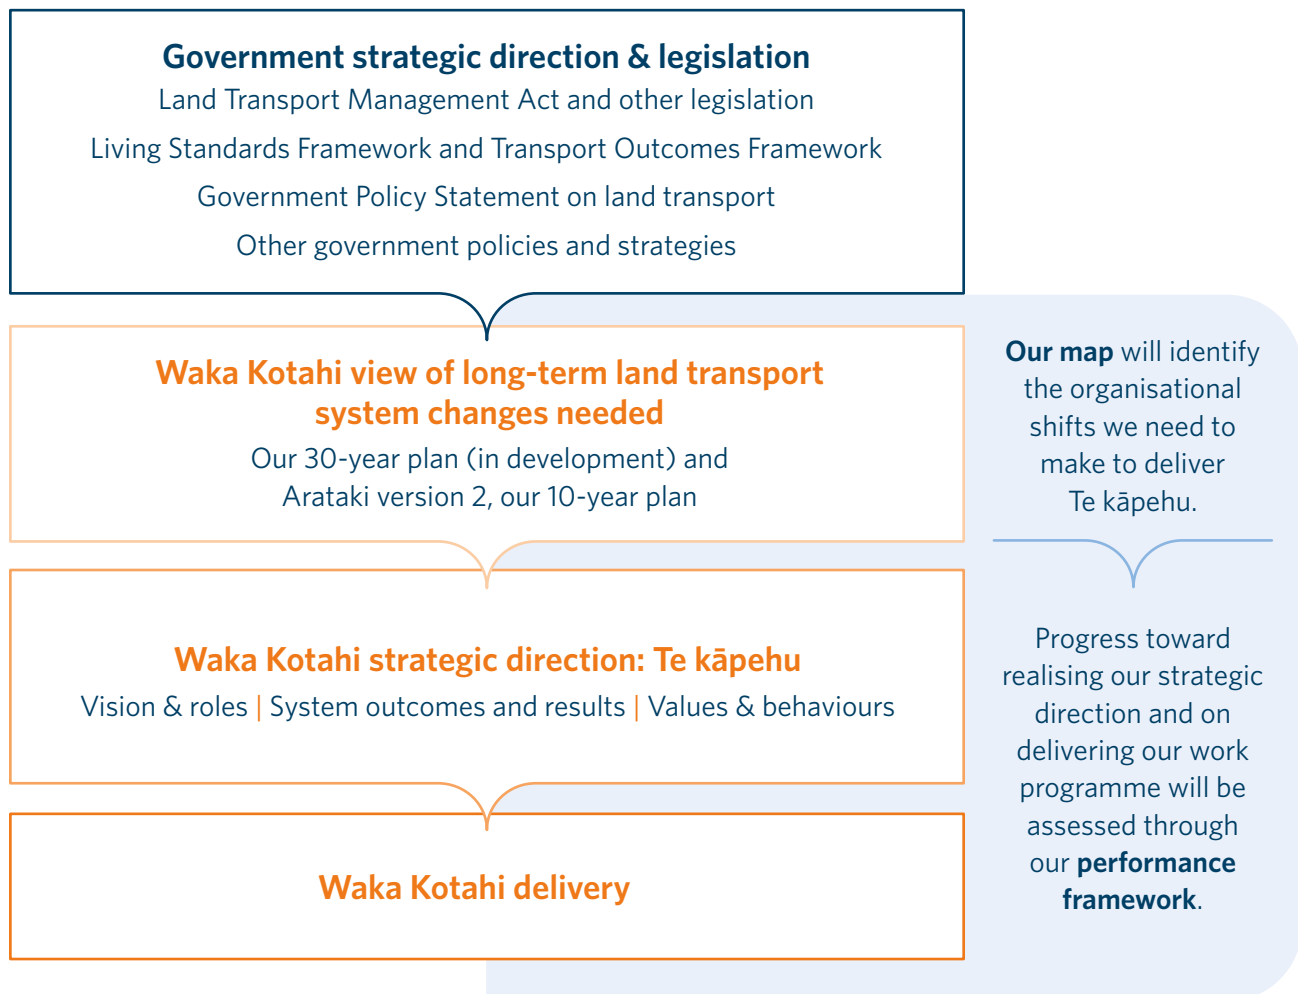 Government strategic direction & legislation
Land Transport Management Act and other legislation
Living Standards Framework and Transport Outcomes Framework
Government Policy Statement on land transport
Other government policies and strategies
Waka Kotahi view of long-term land transport
system changes needed
Our 30-year plan (in development) and
Arataki version 2, our 10-year plan
Waka Kotahi strategic direction: Te kāpehu
Vision & roles | System outcomes and results | Values & behaviours
Waka Kotahi delivery
Our map will identify
the organisational
shifts we need to
make to deliver
Te kāpehu.
Progress toward
realising our strategic
direction and on
delivering our work
programme will be
assessed through
our performance
framework.